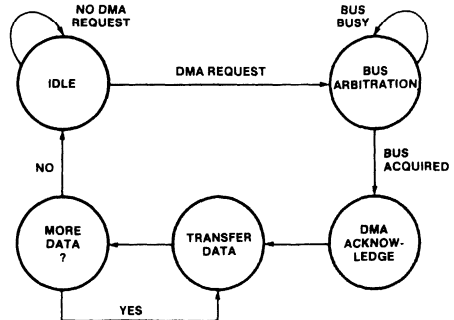 NO DMA
REQUEST
BUS
BUSY
IDLE
DMA REQUEST
BUS
ARBITRATION
NO
BUS
ACQUIRED
MORE
DATA
?
TRANSFER
DATA
DMA
ACKNOW-
LEDGE
YES